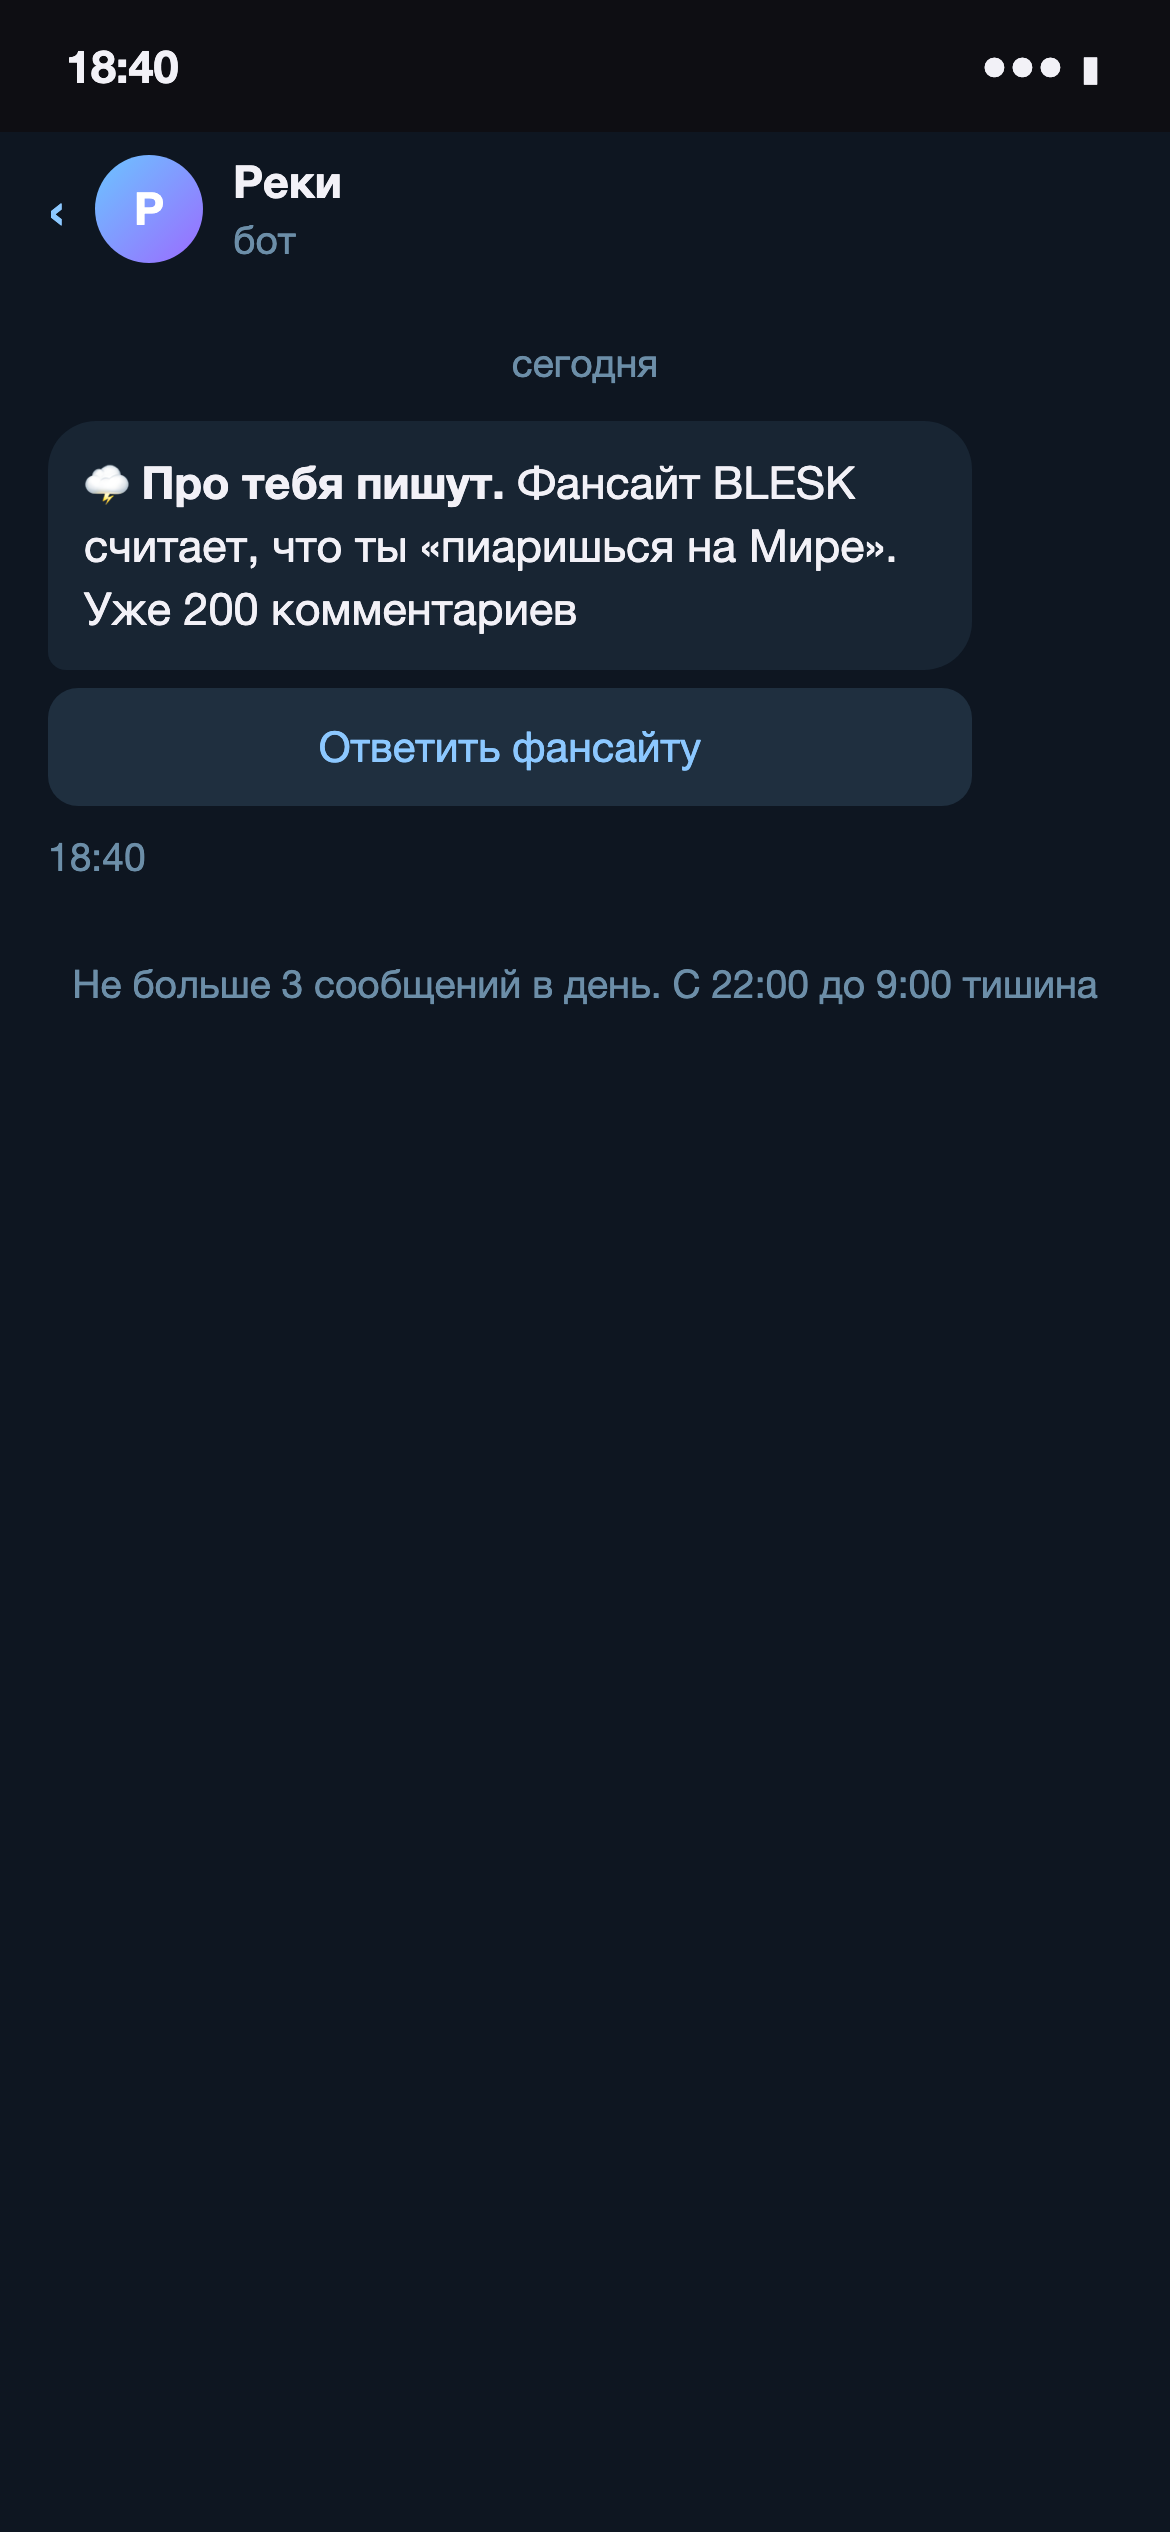 18:40
‹
Р
Реки
бот
сегодня
🌩️ Про тебя пишут. Фансайт BLESK
считает, что ты «пиаришься на Мире».
Уже 200 комментариев
Ответить фансайту
18:40
Не больше 3 сообщений в день. С 22:00 до 9:00 тишина